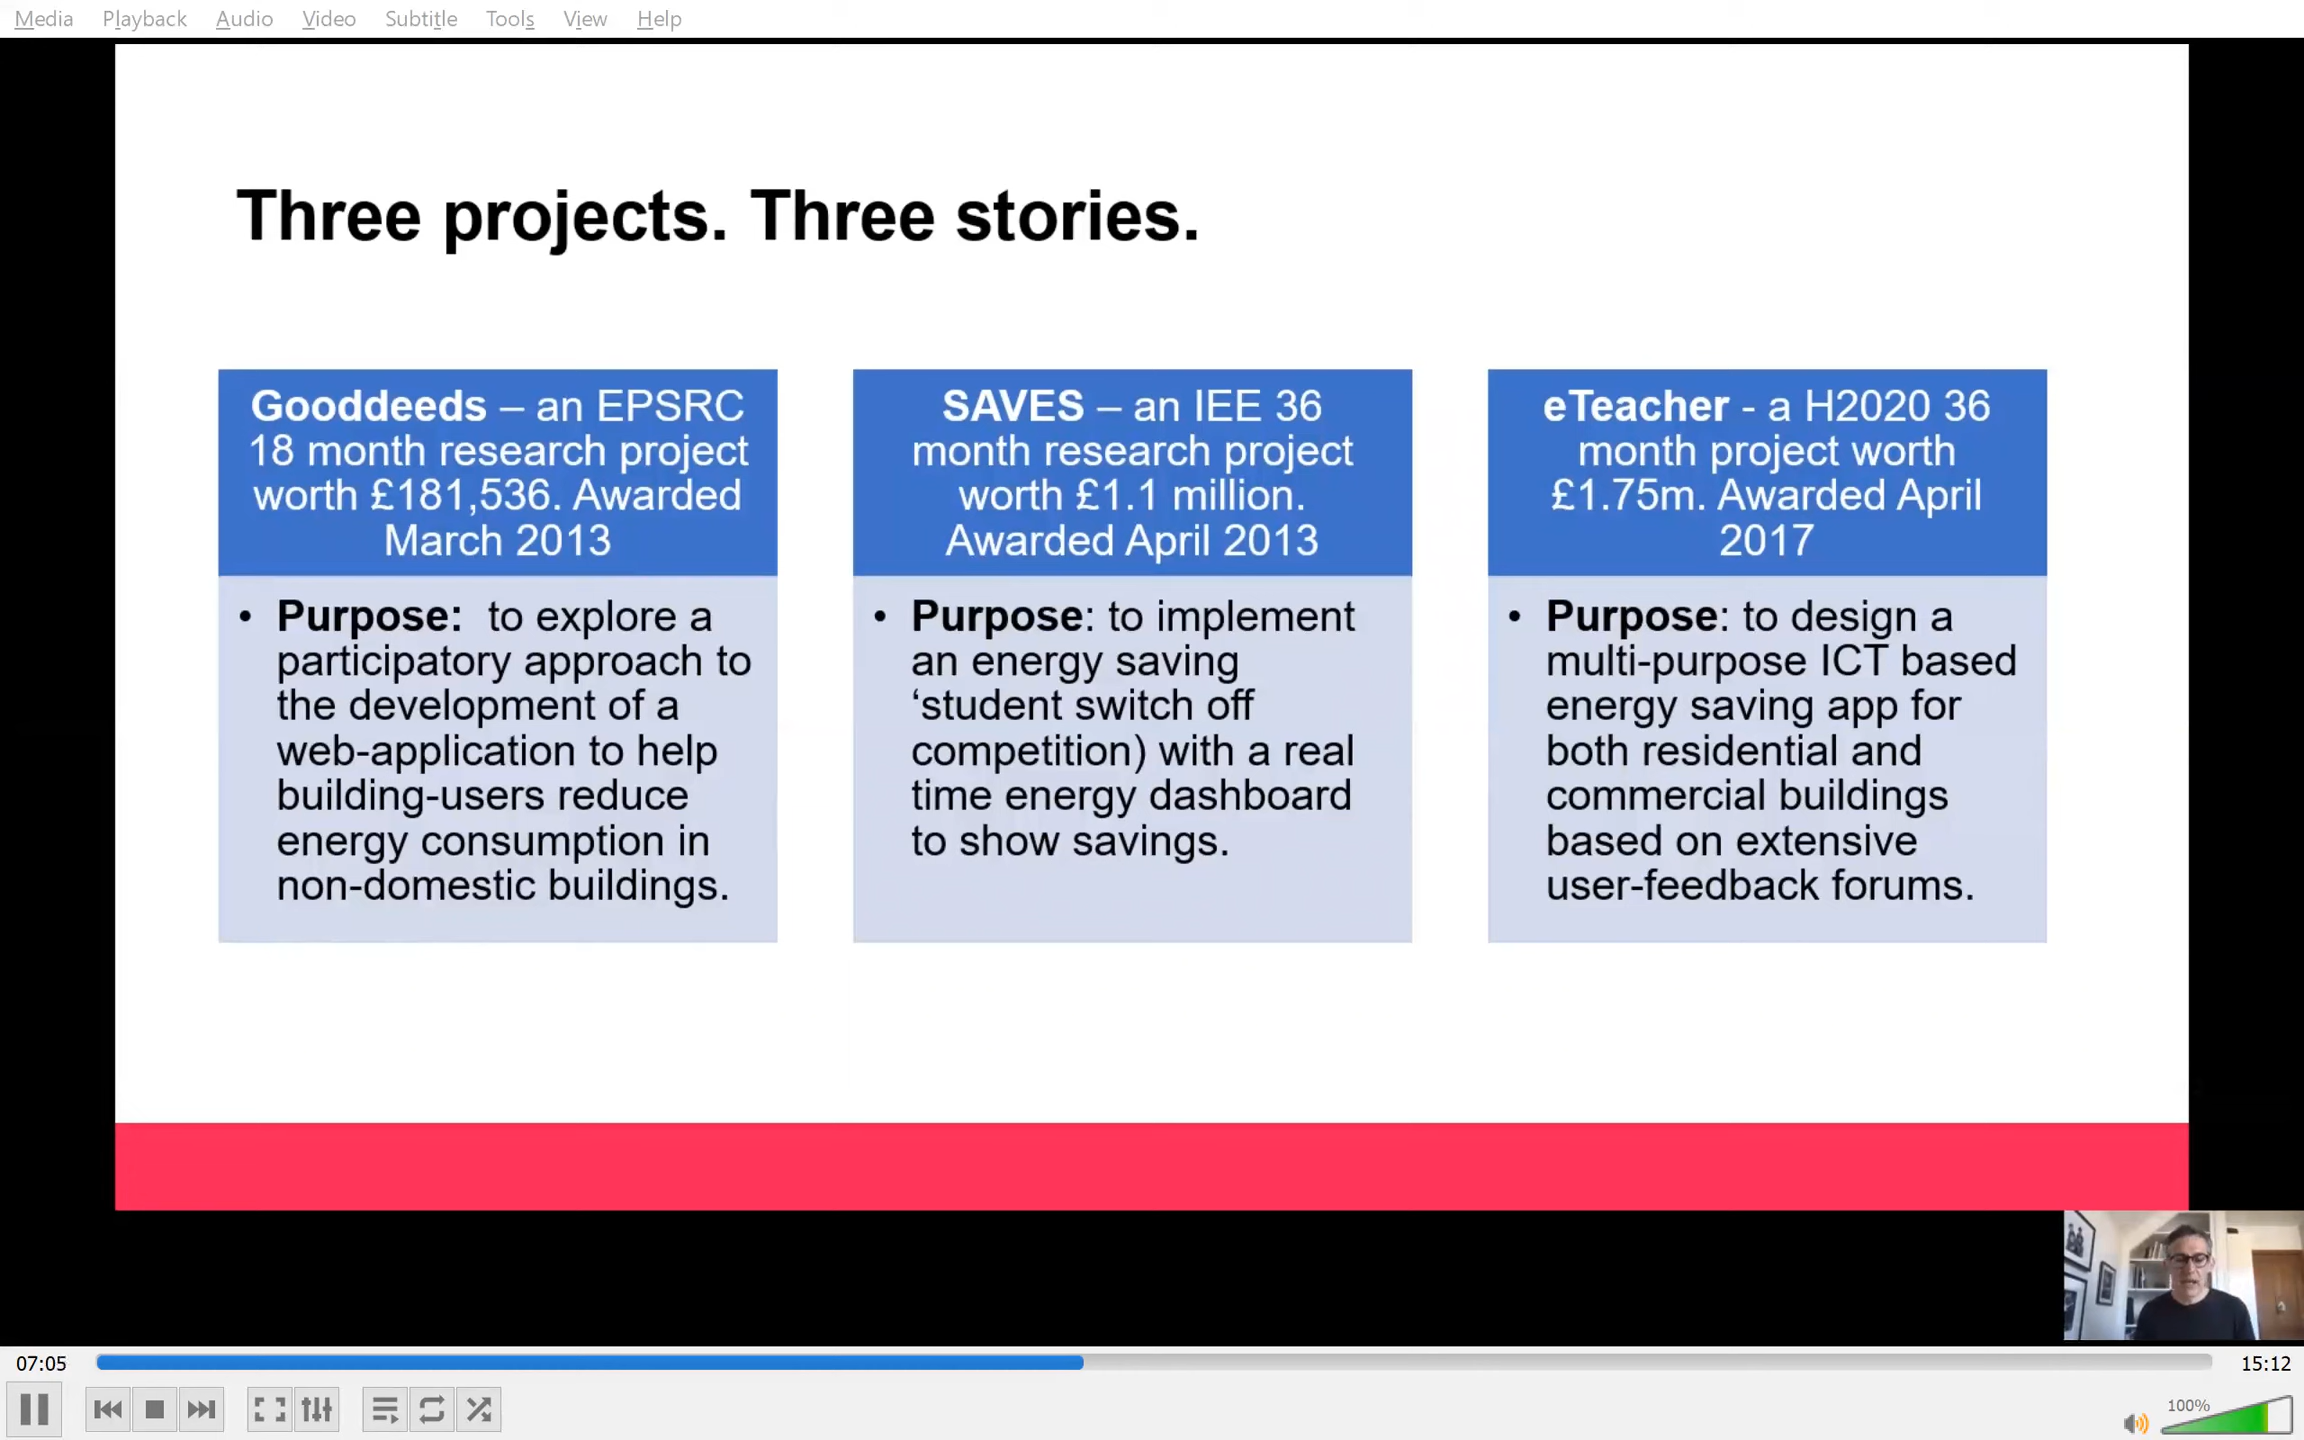 Media Playback Audio Video Subtitle Tools View Help
Three projects. Three stories.
Gooddeeds – an EPSRC
18 month research project
worth £181,536. Awarded
March 2013
• Purpose:  to explore a
participatory approach to
the development of a
web-application to help
building-users reduce
energy consumption in
non-domestic buildings.
SAVES – an IEE 36
month research project
worth £1.1 million.
Awarded April 2013
• Purpose: to implement
an energy saving
‘student switch off
competition) with a real
time energy dashboard
to show savings.
eTeacher - a H2020 36
month project worth
£1.75m. Awarded April
2017
• Purpose: to design a
multi-purpose ICT based
energy saving app for
both residential and
commercial buildings
based on extensive
user-feedback forums.
07:05
15:12
100%